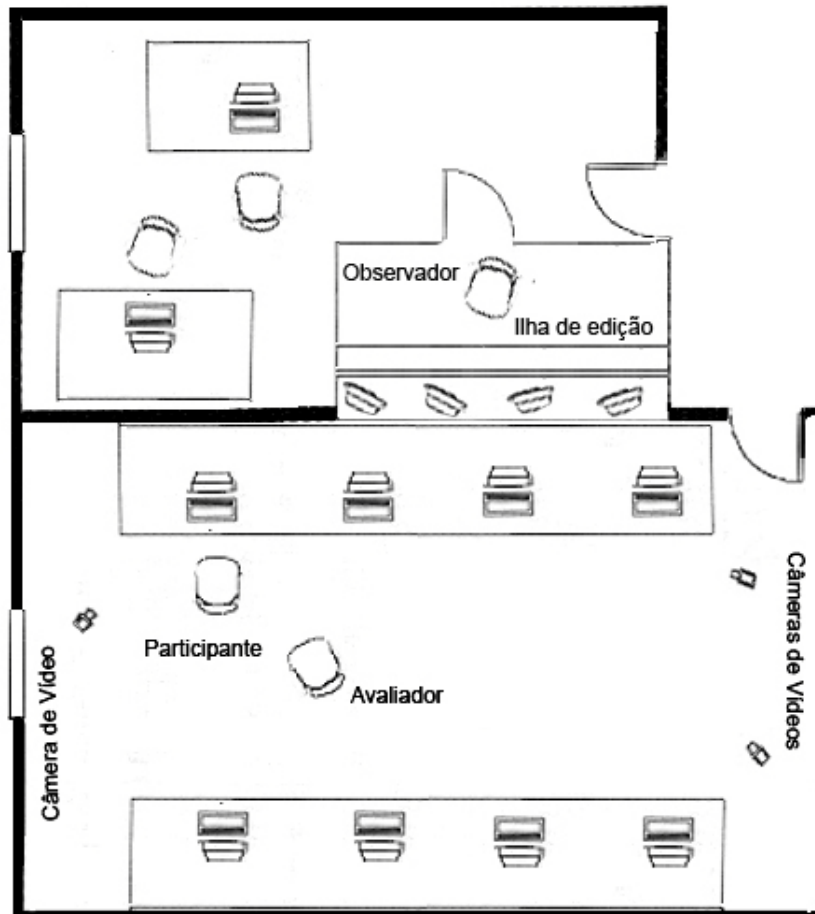 Observador
Ilha de edição
Participante
Avaliador
Câmera de Vídeo
Câmeras de Vídeos